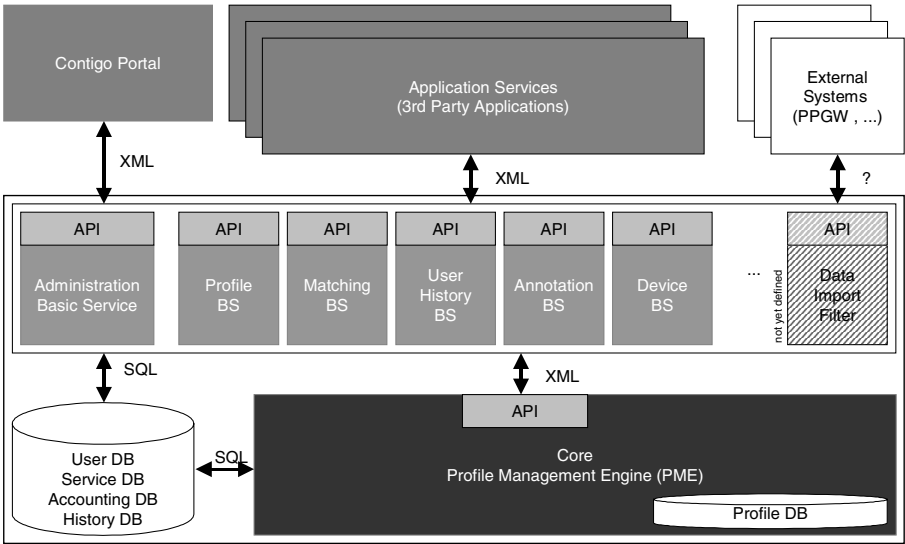 Contigo Portal
Application Services
(3rd Party Applications)
External
Systems
(PPGW , ...)
XML
XML
?
API
API
API
API
API
API
API
Administration
Basic Service
Profile
BS
Matching
BS
User
History
BS
Annotation
BS
Device
BS
...
not yet defined
Data
Import
Filter
SQL
XML
API
User DB
Service DB
Accounting DB
History DB
SQL
Core
Profile Management Engine (PME)
Profile DB